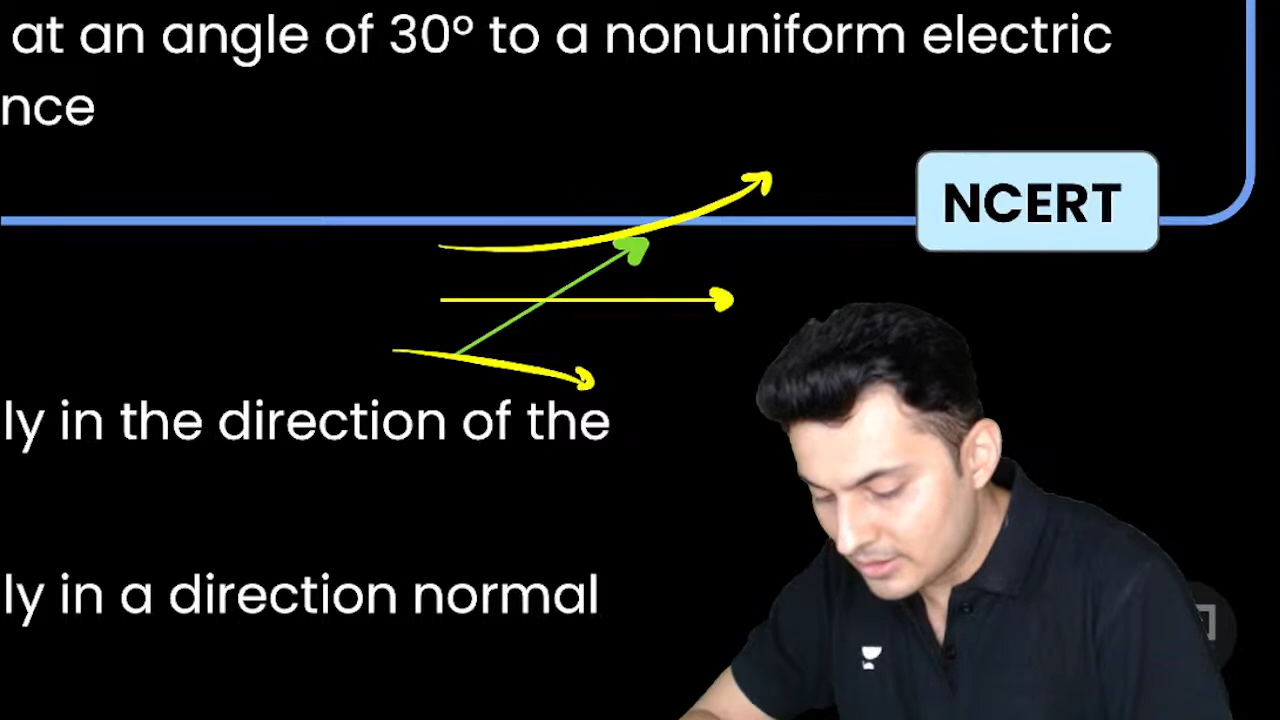 at an angle of 30º to a nonuniform electric
nce
NCERT
ly in the direction of the
ly in a direction normal